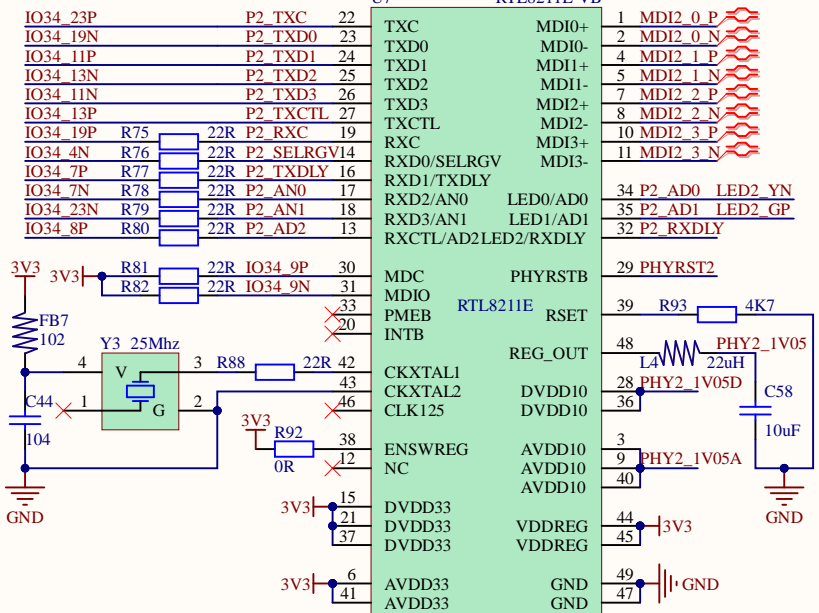 U7 RTL8211E-VB
IO34_23P P2_TXC 22 TXC MDI0+ 1 MDI2_0_P
IO34_19N P2_TXD0 23 TXD0 MDI0- 2 MDI2_0_N
IO34_11P P2_TXD1 24 TXD1 MDI1+ 4 MDI2_1_P
IO34_13N P2_TXD2 25 TXD2 MDI1- 5 MDI2_1_N
IO34_11N P2_TXD3 26 TXD3 MDI2+ 7 MDI2_2_P
IO34_13P P2_TXCTL 27 TXCTL MDI2- 8 MDI2_2_N
IO34_19P R75 22R P2_RXC 19 RXC MDI3+ 10 MDI2_3_P
IO34_4N R76 22R P2_SELRGV 14 RXD0/SELRGV MDI3- 11 MDI2_3_N
IO34_7P R77 22R P2_TXDLY 16 RXD1/TXDLY
IO34_7N R78 22R P2_AN0 17 RXD2/AN0 LED0/AD0 34 P2_AD0 LED2_YN
IO34_23N R79 22R P2_AN1 18 RXD3/AN1 LED1/AD1 35 P2_AD1 LED2_GP
IO34_8P R80 22R P2_AD2 13 RXCTL/AD2 LED2/RXDLY 32 P2_RXDLY
3V3 3V3 R81 22R IO34_9P 30 MDC PHYRSTB 29 PHYRST2
R82 22R IO34_9N 31 MDIO
33 PMEB RTL8211E RSET 39 R93 4K7
FB7 102 20 INTB
Y3 25Mhz REG_OUT 48 L4 22uH PHY2_1V05
4 V 3 R88 22R 42 CKXTAL1
43 CKXTAL2 DVDD10 28 PHY2_1V05D
C44 104 1 G 2 46 CLK125 DVDD10 36 C58 10uF
3V3 R92 0R 38 ENSWREG AVDD10 3
12 NC AVDD10 9 PHY2_1V05A
AVDD10 40
GND GND
3V3 15 DVDD33
21 DVDD33 VDDREG 44 3V3
37 DVDD33 VDDREG 45
3V3 6 AVDD33 GND 49 GND
41 AVDD33 GND 47